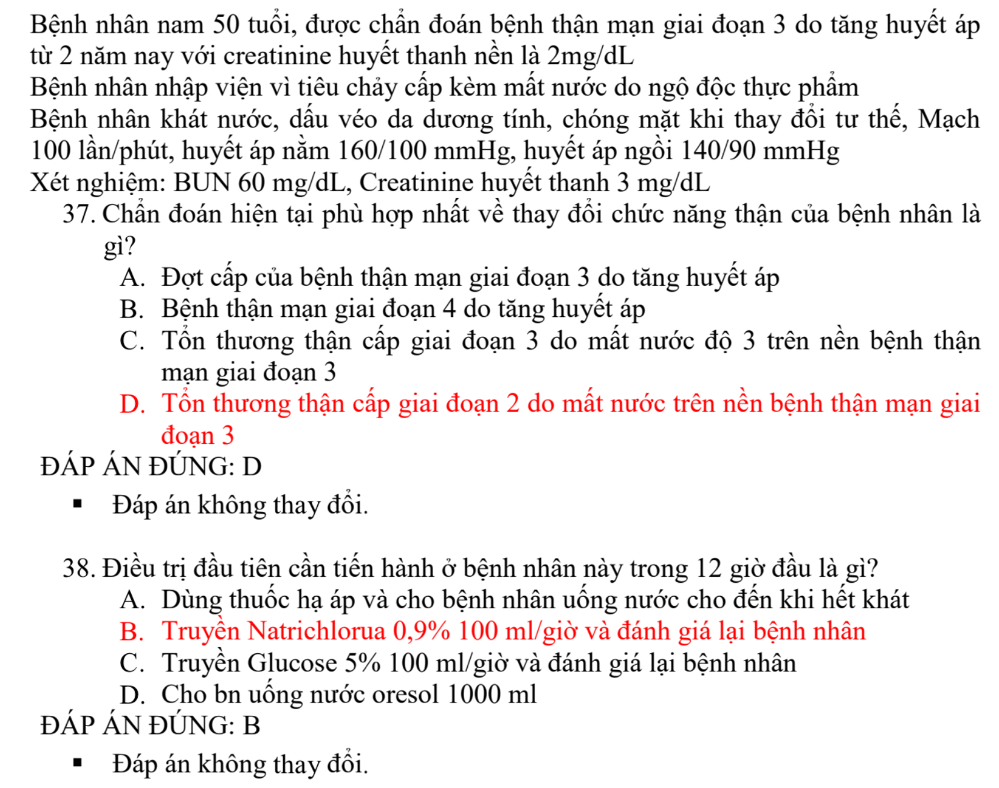 Bệnh nhân nam 50 tuổi, được chẩn đoán bệnh thận mạn giai đoạn 3 do tăng huyết áp
từ 2 năm nay với creatinine huyết thanh nền là 2mg/dL
Bệnh nhân nhập viện vì tiêu chảy cấp kèm mất nước do ngộ độc thực phẩm
Bệnh nhân khát nước, dấu véo da dương tính, chóng mặt khi thay đổi tư thế, Mạch
100 lần/phút, huyết áp nằm 160/100 mmHg, huyết áp ngồi 140/90 mmHg
Xét nghiệm: BUN 60 mg/dL, Creatinine huyết thanh 3 mg/dL
37. Chẩn đoán hiện tại phù hợp nhất về thay đổi chức năng thận của bệnh nhân là
gì?
A. Đợt cấp của bệnh thận mạn giai đoạn 3 do tăng huyết áp
B. Bệnh thận mạn giai đoạn 4 do tăng huyết áp
C. Tổn thương thận cấp giai đoạn 3 do mất nước độ 3 trên nền bệnh thận
mạn giai đoạn 3
D. Tổn thương thận cấp giai đoạn 2 do mất nước trên nền bệnh thận mạn giai
đoạn 3
ĐÁP ÁN ĐÚNG: D
▪ Đáp án không thay đổi.
38. Điều trị đầu tiên cần tiến hành ở bệnh nhân này trong 12 giờ đầu là gì?
A. Dùng thuốc hạ áp và cho bệnh nhân uống nước cho đến khi hết khát
B. Truyền Natrichlorua 0,9% 100 ml/giờ và đánh giá lại bệnh nhân
C. Truyền Glucose 5% 100 ml/giờ và đánh giá lại bệnh nhân
D. Cho bn uống nước oresol 1000 ml
ĐÁP ÁN ĐÚNG: B
▪ Đáp án không thay đổi.